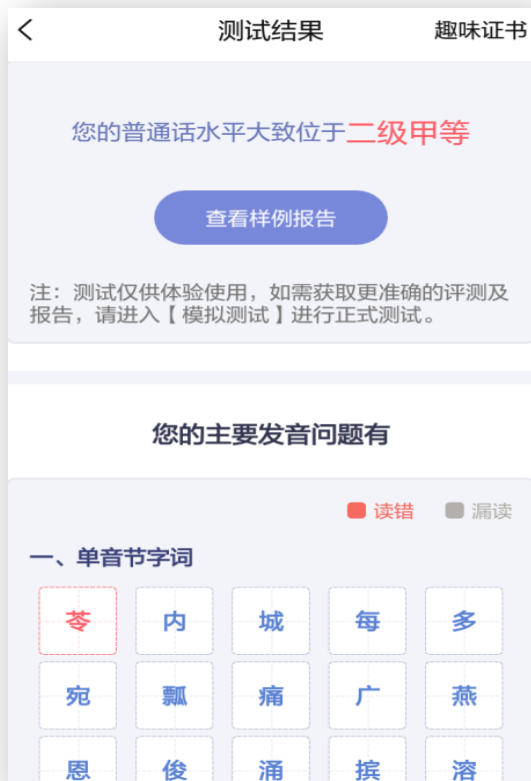 测试结果 趣味证书
您的普通话水平大致位于二级甲等
查看样例报告
注：测试仅供体验使用，如需获取更准确的评测及
报告，请进入【模拟测试】进行正式测试。
您的主要发音问题有
读错 漏读
一、单音节字词
苓 内 城 每 多
宛 瓢 痛 广 燕
恩 俊 涌 摈 溶